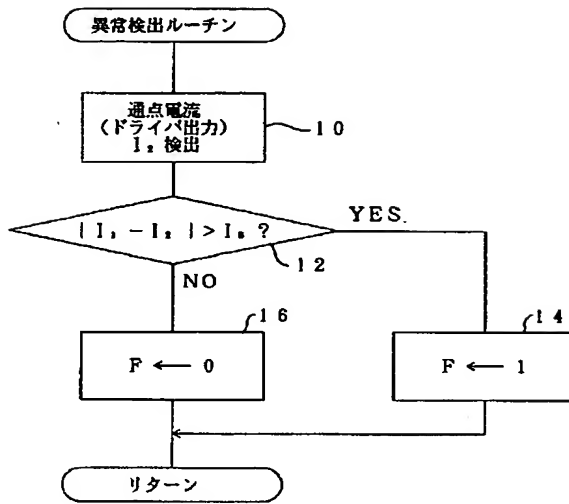 異常検出ルーチン
通点電流
(ドライバ出力)
I₂ 検出
10
| I₁ - I₂ | > I₈ ?
YES.
12
NO
16
14
F ← 0
F ← 1
リターン